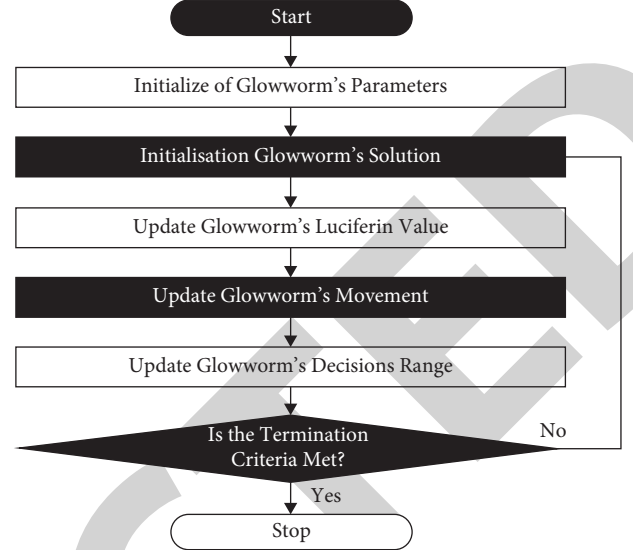 Start
Initialize of Glowworm's Parameters
Initialisation Glowworm's Solution
Update Glowworm's Luciferin Value
Update Glowworm's Movement
Update Glowworm's Decisions Range
Is the Termination
Criteria Met?
No
Yes
Stop